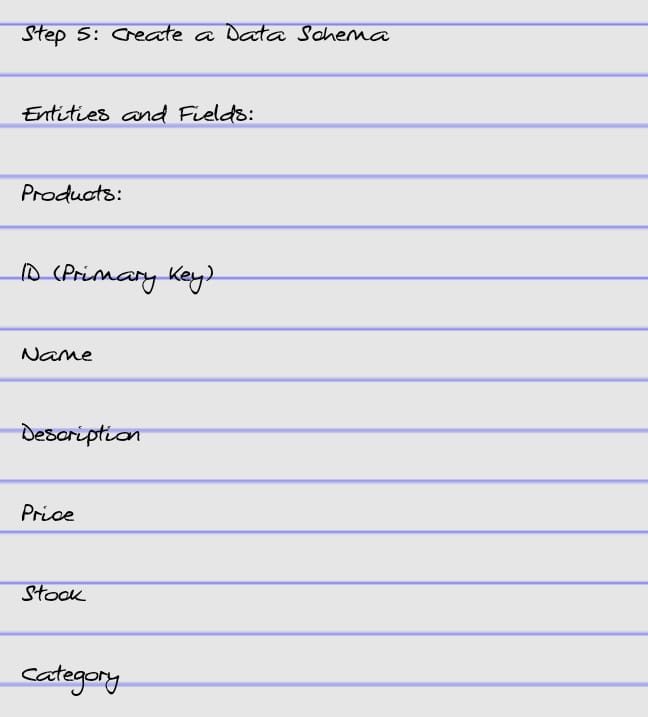 Step 5: Create a Data Schema
Entities and Fields:
Products:
ID (Primary Key)
Name
Description
Price
Stock
Category